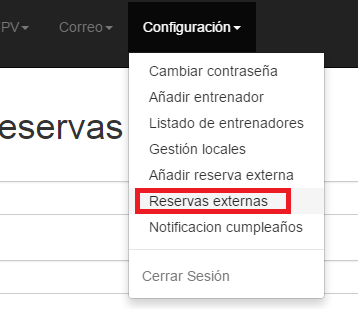 PV
Correo
Configuración
eservas
Cambiar contraseña
Añadir entrenador
Listado de entrenadores
Gestión locales
Añadir reserva externa
Reservas externas
Notificacion cumpleaños
Cerrar Sesión